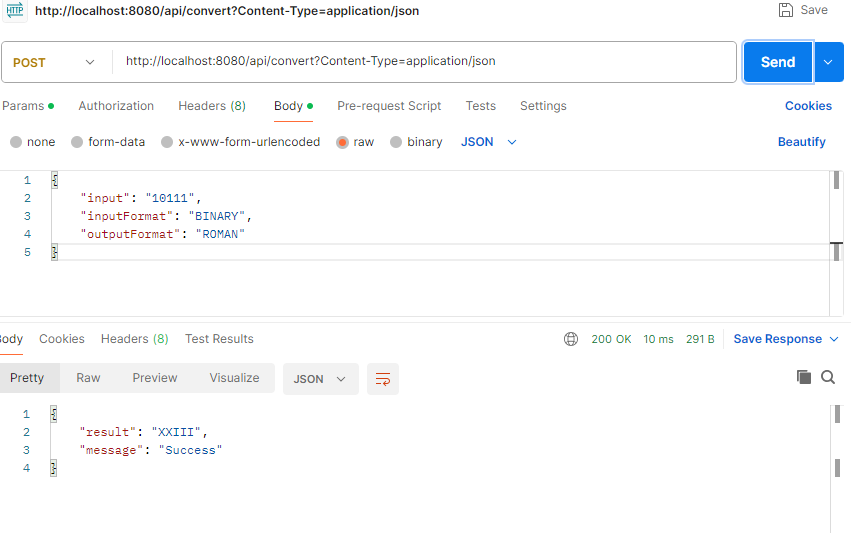 HTTP http://localhost:8080/api/convert?Content-Type=application/json Save
POST http://localhost:8080/api/convert?Content-Type=application/json Send
Params Authorization Headers (8) Body Pre-request Script Tests Settings Cookies
none form-data x-www-form-urlencoded raw binary JSON Beautify
1 {
2 "input": "10111",
3 "inputFormat": "BINARY",
4 "outputFormat": "ROMAN"
5 }
ody Cookies Headers (8) Test Results 200 OK 10 ms 291 B Save Response
Pretty Raw Preview Visualize JSON
1 {
2 "result": "XXIII",
3 "message": "Success"
4 }